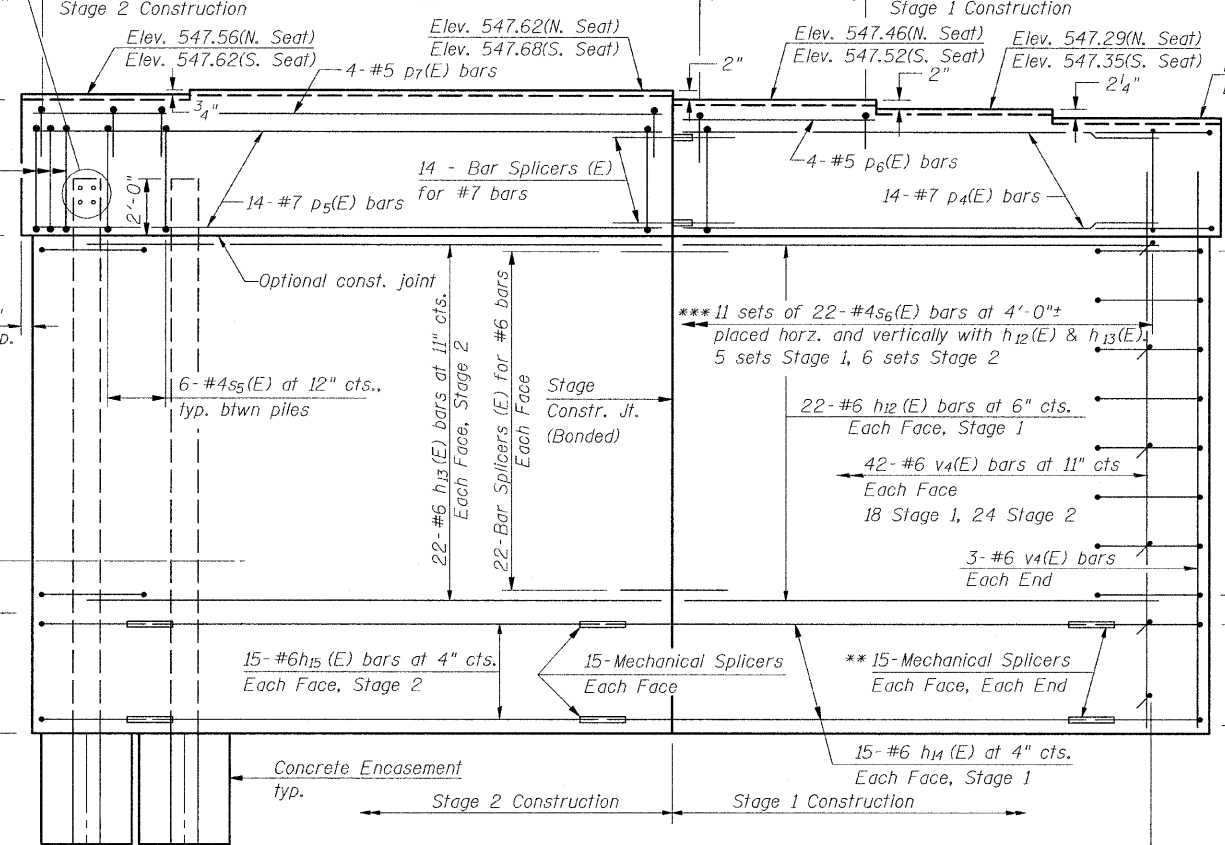 Stage 2 Construction
Stage 1 Construction
Elev. 547.56(N. Seat)
Elev. 547.62(S. Seat)
Elev. 547.62(N. Seat)
Elev. 547.68(S. Seat)
Elev. 547.46(N. Seat)
Elev. 547.52(S. Seat)
Elev. 547.29(N. Seat)
Elev. 547.35(S. Seat)
4-#5 p7(E) bars
2"
2"
2¼"
¾"
14 - Bar Splicers (E)
for #7 bars
4-#5 p6(E) bars
2'-0"
14-#7 p5(E) bars
14-#7 p4(E) bars
Optional const. joint
22-#6 h13(E) bars at 11" cts.
Each Face, Stage 2
22-Bar Splicers (E) for #6 bars
Each Face
*** 11 sets of 22-#4s6(E) bars at 4'-0"±
placed horz. and vertically with h12(E) & h13(E).
5 sets Stage 1, 6 sets Stage 2
6-#4s5(E) at 12" cts.,
typ. btwn piles
Stage
Constr. Jt.
(Bonded)
22-#6 h12 (E) bars at 6" cts.
Each Face, Stage 1
42-#6 v4(E) bars at 11" cts
Each Face
18 Stage 1, 24 Stage 2
3-#6 v4(E) bars
Each End
15-#6h15 (E) bars at 4" cts.
Each Face, Stage 2
15-Mechanical Splicers
Each Face
** 15-Mechanical Splicers
Each Face, Each End
15-#6 h14 (E) at 4" cts.
Each Face, Stage 1
Concrete Encasement
typ.
Stage 2 Construction
Stage 1 Construction